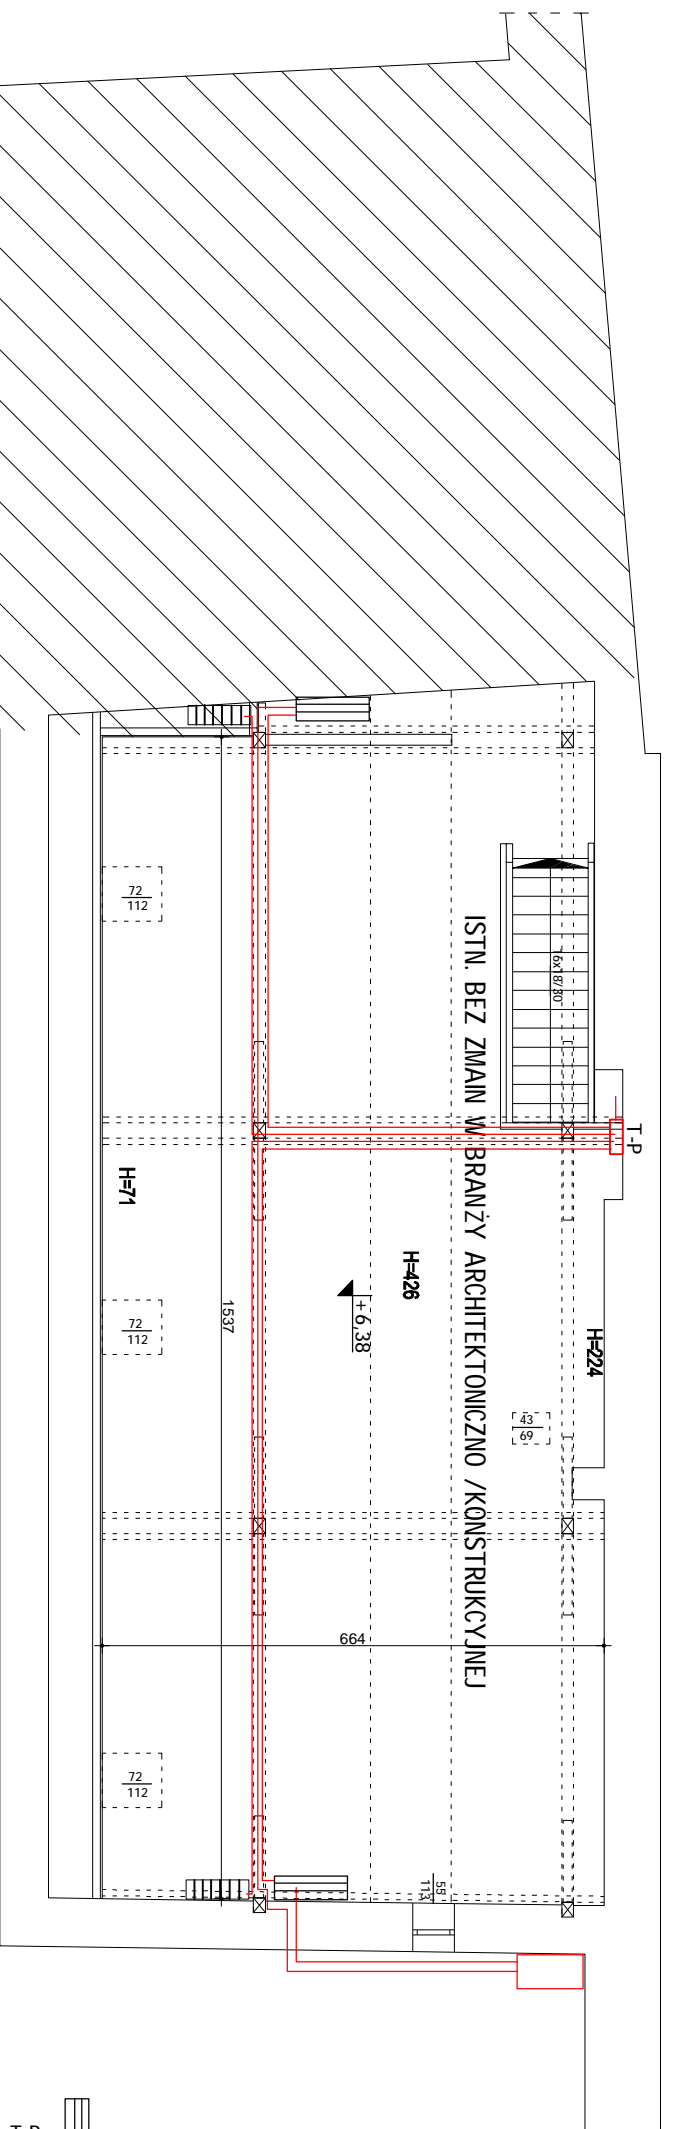 72
112
16x18/30
ISTN. BEZ ZMAIN W BRANŻY ARCHITEKTONICZNO /KONSTRUKCYJNEJ
T-P
H=71
H=426
+6,38
1537
72
112
H=224
43
69
664
72
112
55
113
T-P